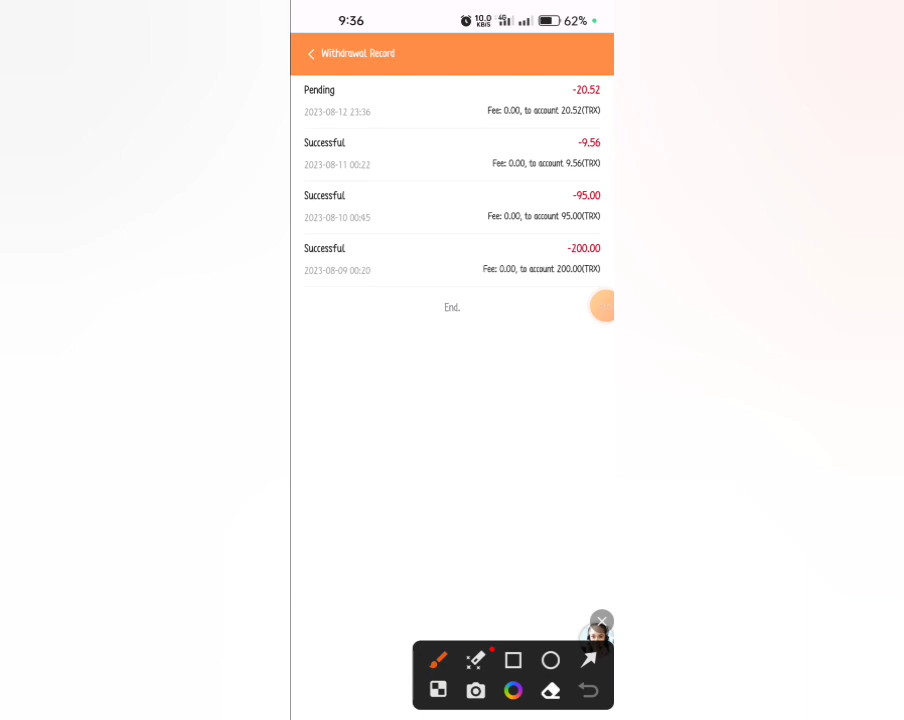 9:36 10.0 KB/S 4G 62%
Withdrawal Record
Pending -20.52
2023-08-12 23:36 Fee: 0.00, to account 20.52(TRX)
Successful -9.56
2023-08-11 00:22 Fee: 0.00, to account 9.56(TRX)
Successful -95.00
2023-08-10 00:45 Fee: 0.00, to account 95.00(TRX)
Successful -200.00
2023-08-09 00:20 Fee: 0.00, to account 200.00(TRX)
End.